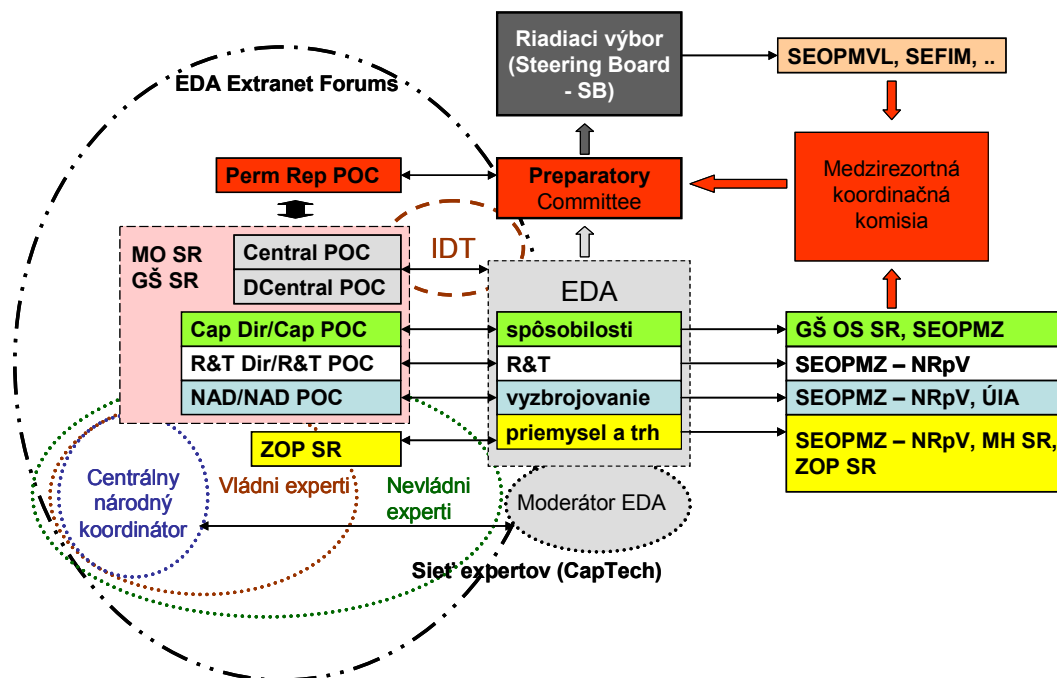 Riadiaci výbor
(Steering Board
- SB)
SEOPMVL, SEFIM, ..
EDA Extranet Forums
Perm Rep POC
Preparatory
Committee
Medzirezortná
koordinačná
komisia
MO SR
GŠ SR
Central POC
DCentral POC
IDT
EDA
Cap Dir/Cap POC
spôsobilosti
GŠ OS SR, SEOPMZ
R&T Dir/R&T POC
R&T
SEOPMZ – NRpV
NAD/NAD POC
vyzbrojovanie
SEOPMZ – NRpV, ÚIA
ZOP SR
priemysel a trh
SEOPMZ – NRpV, MH SR,
ZOP SR
Centrálny
národný
koordinátor
Vládni experti
Nevládni
experti
Moderátor EDA
Sieť expertov (CapTech)